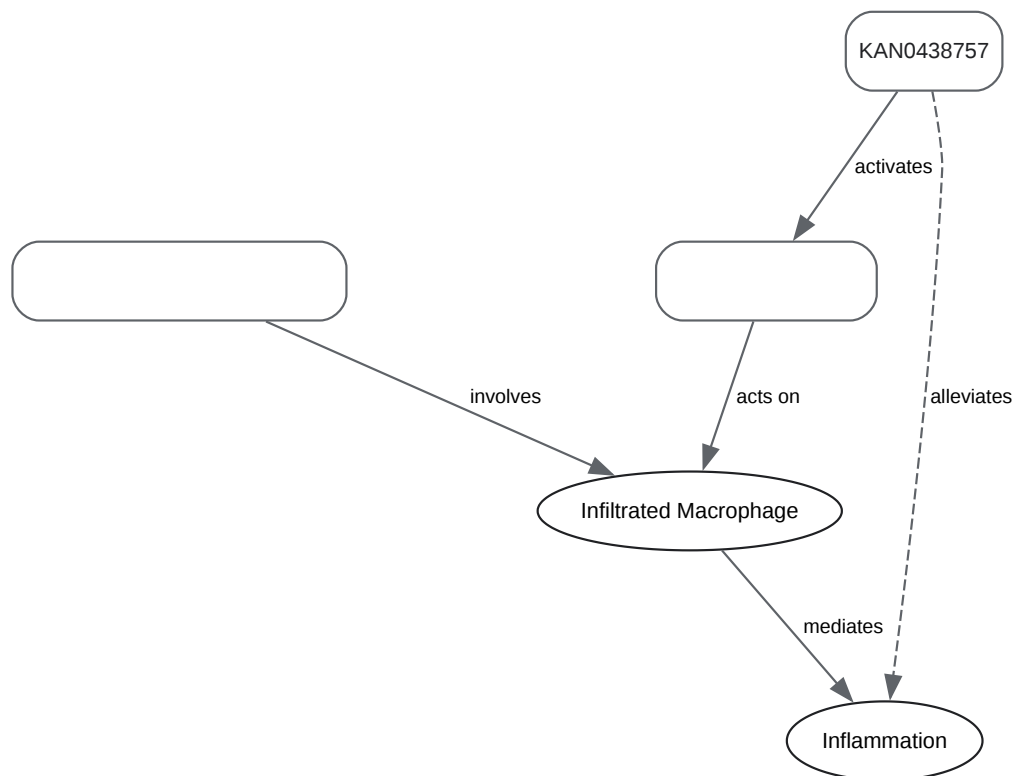 KAN0438757
activates
involves
acts on
alleviates
Infiltrated Macrophage
mediates
Inflammation